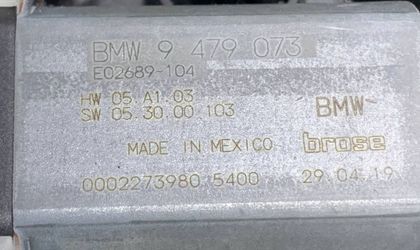 BMW 9 479 073
E02689-104
HW 05.A1.03
SW 05.30.00.103
BMW
MADE IN MEXICO
brose
0002273980 5400
29.04.19